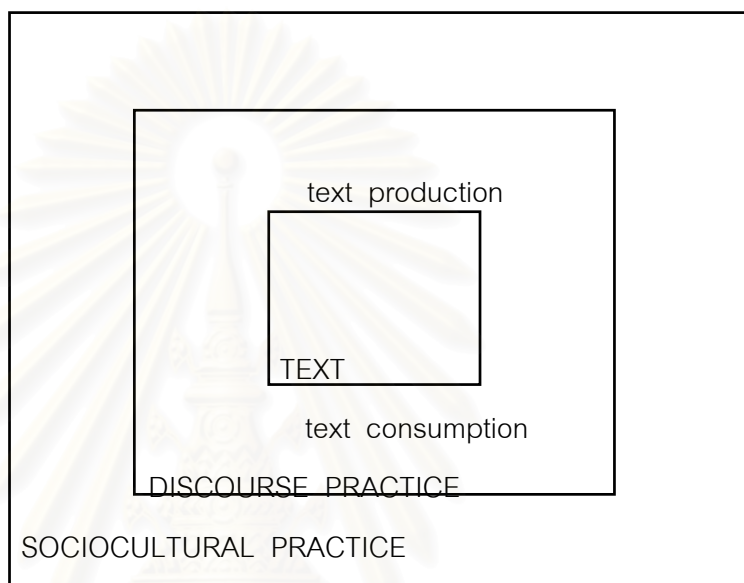 text production
TEXT
text consumption
DISCOURSE PRACTICE
SOCIOCULTURAL PRACTICE